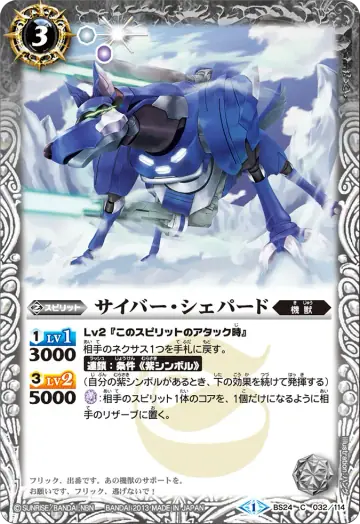 3
スピリット サイバー・シェパード 機獣
きじゅう
1 LV1 3000
3 LV2 5000
Lv2『このスピリットのアタック時』
相手のネクサス1つを手札に戻す。
連鎖：条件《紫シンボル》
(自分の紫シンボルがあるとき、下の効果を続けて発揮する)
：相手のスピリット1体のコアを、1個だけになるように相手
のリザーブに置く。
フリック、出番です。あの機獣のサポートを。
お願いです、フリック、逃げないで！
©SUNRISE/BANDAI,NBN BANDAI 2013 MADE IN JAPAN
1 BS24 C 032/114